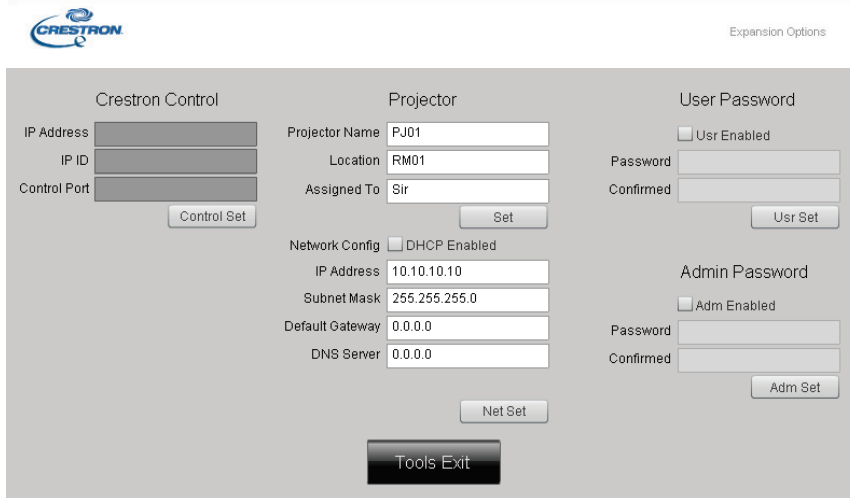 CRESTRON
Expansion Options
Crestron Control
IP Address
IP ID
Control Port
Control Set
Projector
Projector Name PJ01
Location RM01
Assigned To Sir
Set
Network Config DHCP Enabled
IP Address 10.10.10.10
Subnet Mask 255.255.255.0
Default Gateway 0.0.0.0
DNS Server 0.0.0.0
Net Set
User Password
Usr Enabled
Password
Confirmed
Usr Set
Admin Password
Adm Enabled
Password
Confirmed
Adm Set
Tools Exit